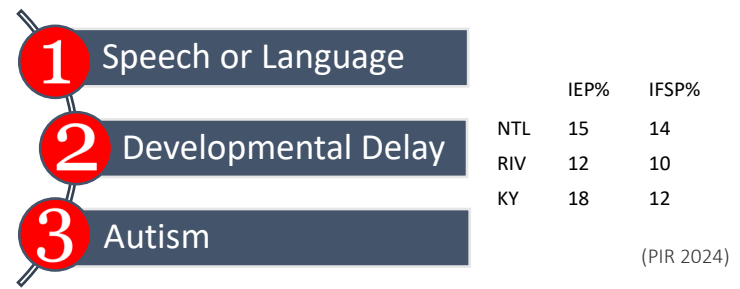 1 Speech or Language
2 Developmental Delay
3 Autism
IEP% IFSP%
NTL 15 14
RIV 12 10
KY 18 12
(PIR 2024)